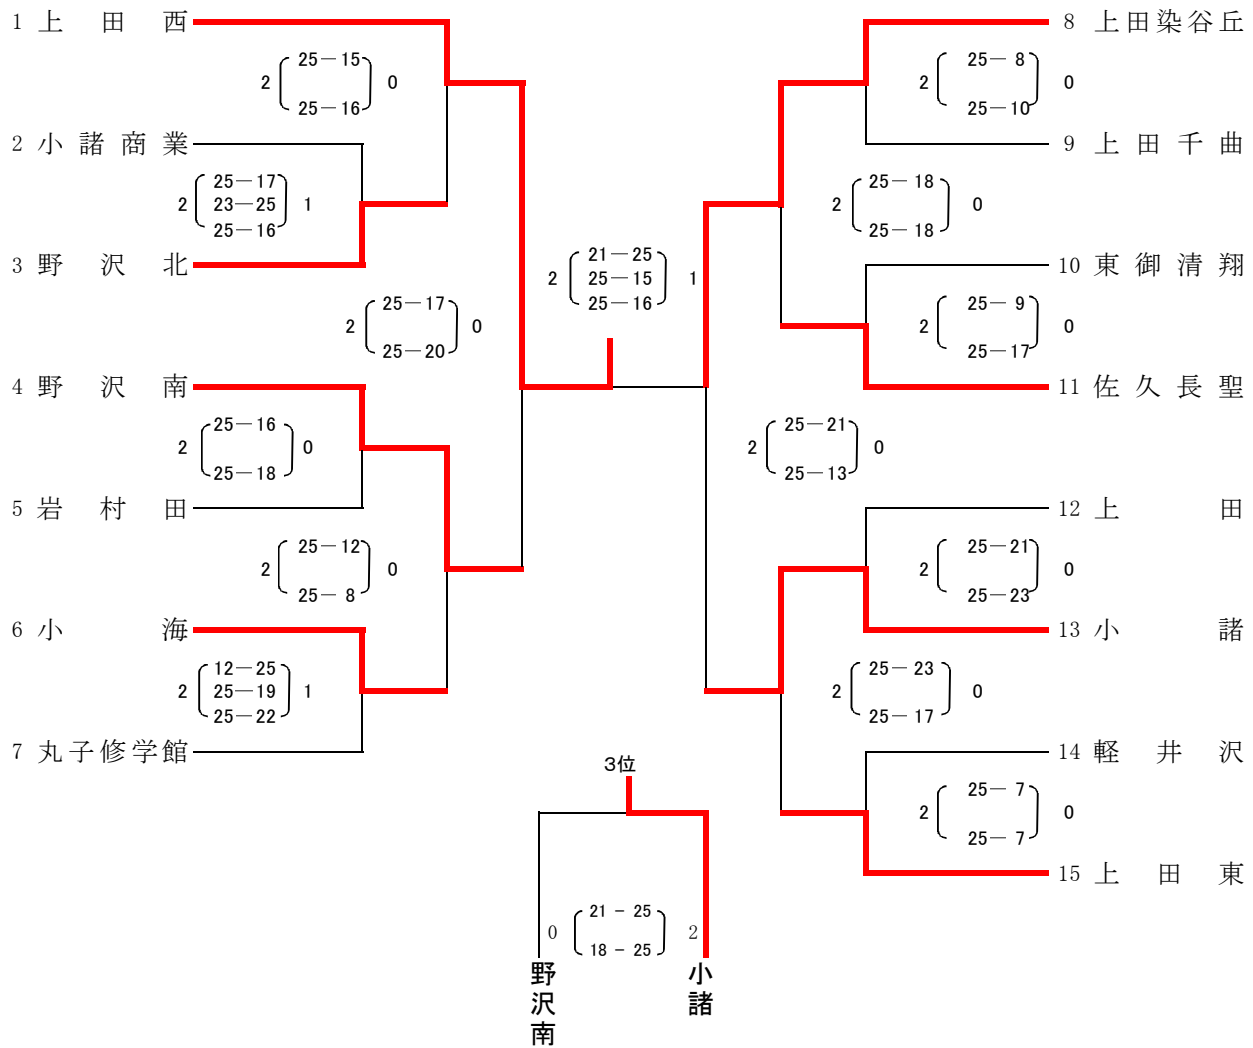 1 上田西
25－15
2 0
25－16
2 小諸商業
25－17
2 23－25 1
25－16
3 野沢北
25－17
2 0
25－20
4 野沢南
25－16
2 0
25－18
5 岩村田
25－12
2 0
25－ 8
6 小海
12－25
2 25－19 1
25－22
7 丸子修学館
21－25
2 25－15 1
25－16
8 上田染谷丘
25－ 8
2 0
25－10
9 上田千曲
25－18
2 0
25－18
10 東御清翔
25－ 9
2 0
25－17
11 佐久長聖
25－21
2 0
25－13
12 上田
25－21
2 0
25－23
13 小諸
25－23
2 0
25－17
14 軽井沢
25－ 7
2 0
25－ 7
15 上田東
3位
21 － 25
0 2
18 － 25
野沢南
小諸